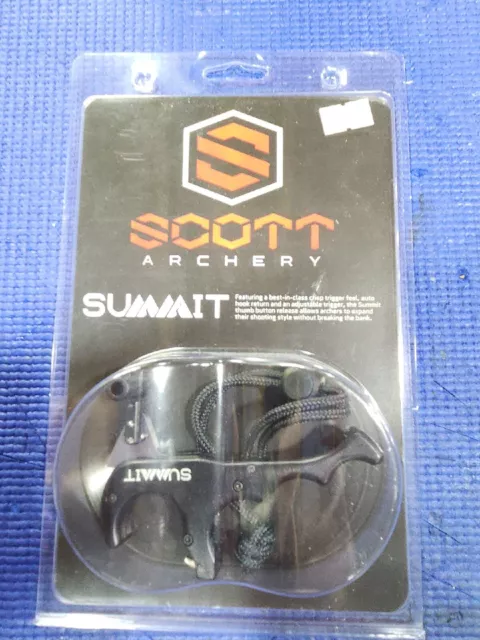 SCOTT
ARCHERY
SUMMIT
Featuring a best-in-class crisp trigger feel, auto
hook return and an adjustable trigger, the Summit
thumb button release allows archers to expand
their shooting style without breaking the bank.
SUMMIT